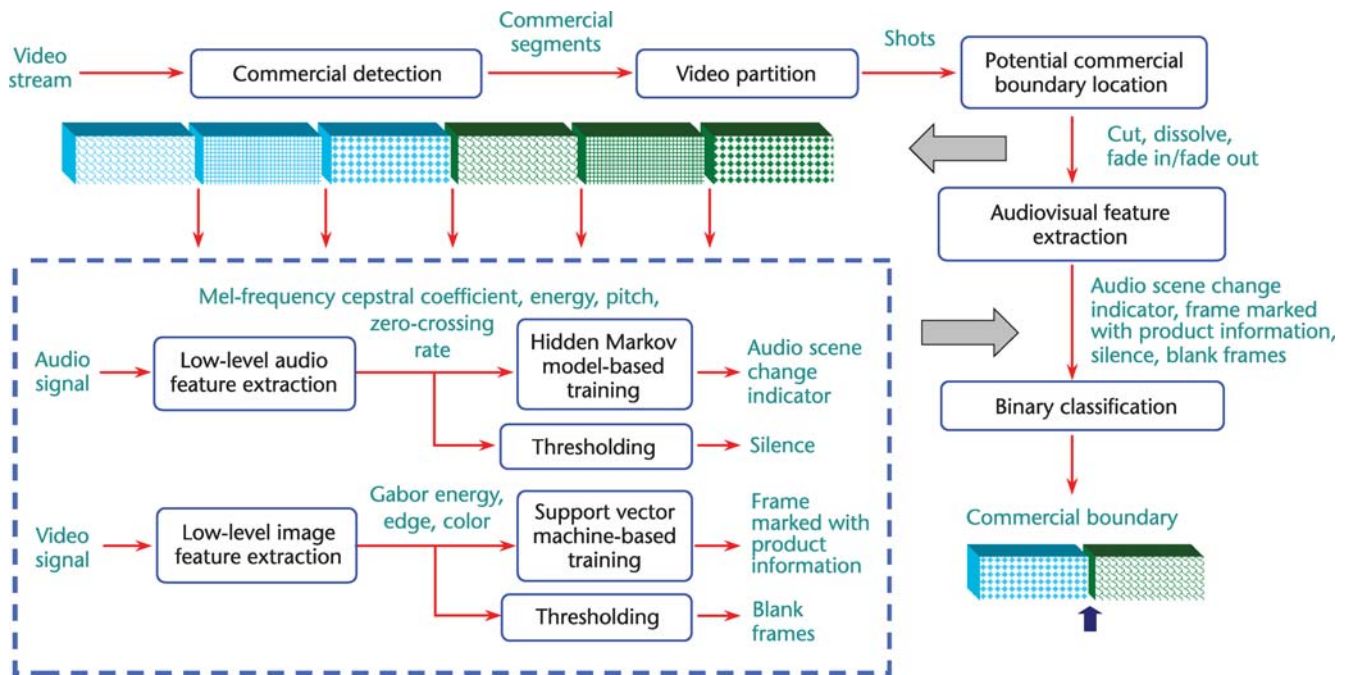 Video
stream
Commercial detection
Commercial
segments
Video partition
Shots
Potential commercial
boundary location
Cut, dissolve,
fade in/fade out
Audiovisual feature
extraction
Audio scene change
indicator, frame marked
with product information,
silence, blank frames
Binary classification
Commercial boundary
Mel-frequency cepstral coefficient, energy, pitch,
zero-crossing
rate
Audio
signal
Low-level audio
feature extraction
Hidden Markov
model-based
training
Audio scene
change
indicator
Thresholding
Silence
Video
signal
Low-level image
feature extraction
Gabor energy,
edge, color
Support vector
machine-based
training
Frame
marked with
product
information
Thresholding
Blank
frames